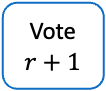 Vote
r + 1